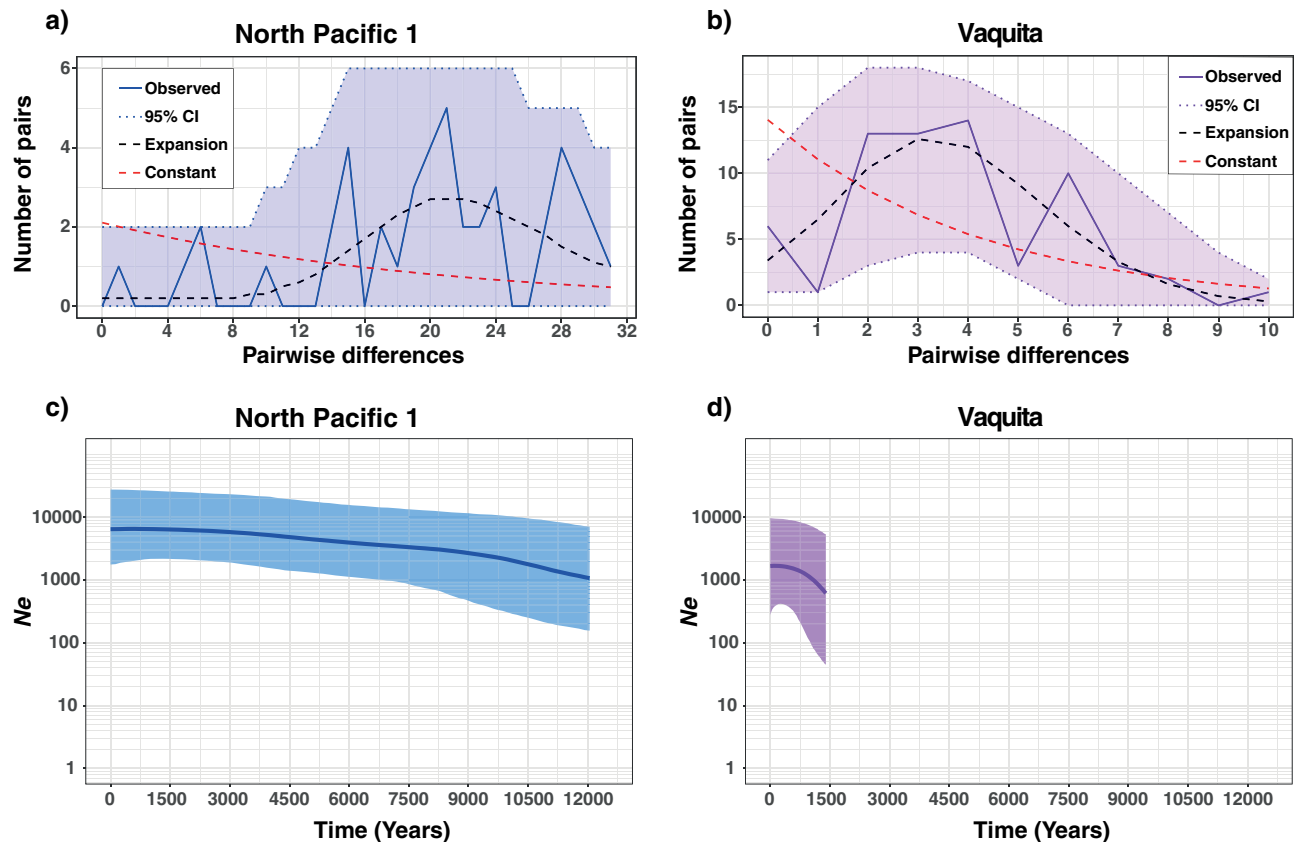 a)
North Pacific 1
Number of pairs
6
4
2
0
Observed
95% CI
Expansion
Constant
0 4 8 12 16 20 24 28 32
Pairwise differences
b)
Vaquita
Number of pairs
15
10
5
0
Observed
95% CI
Expansion
Constant
0 1 2 3 4 5 6 7 8 9 10
Pairwise differences
c)
North Pacific 1
Ne
10000
1000
100
10
1
0 1500 3000 4500 6000 7500 9000 10500 12000
Time (Years)
d)
Vaquita
Ne
10000
1000
100
10
1
0 1500 3000 4500 6000 7500 9000 10500 12000
Time (Years)